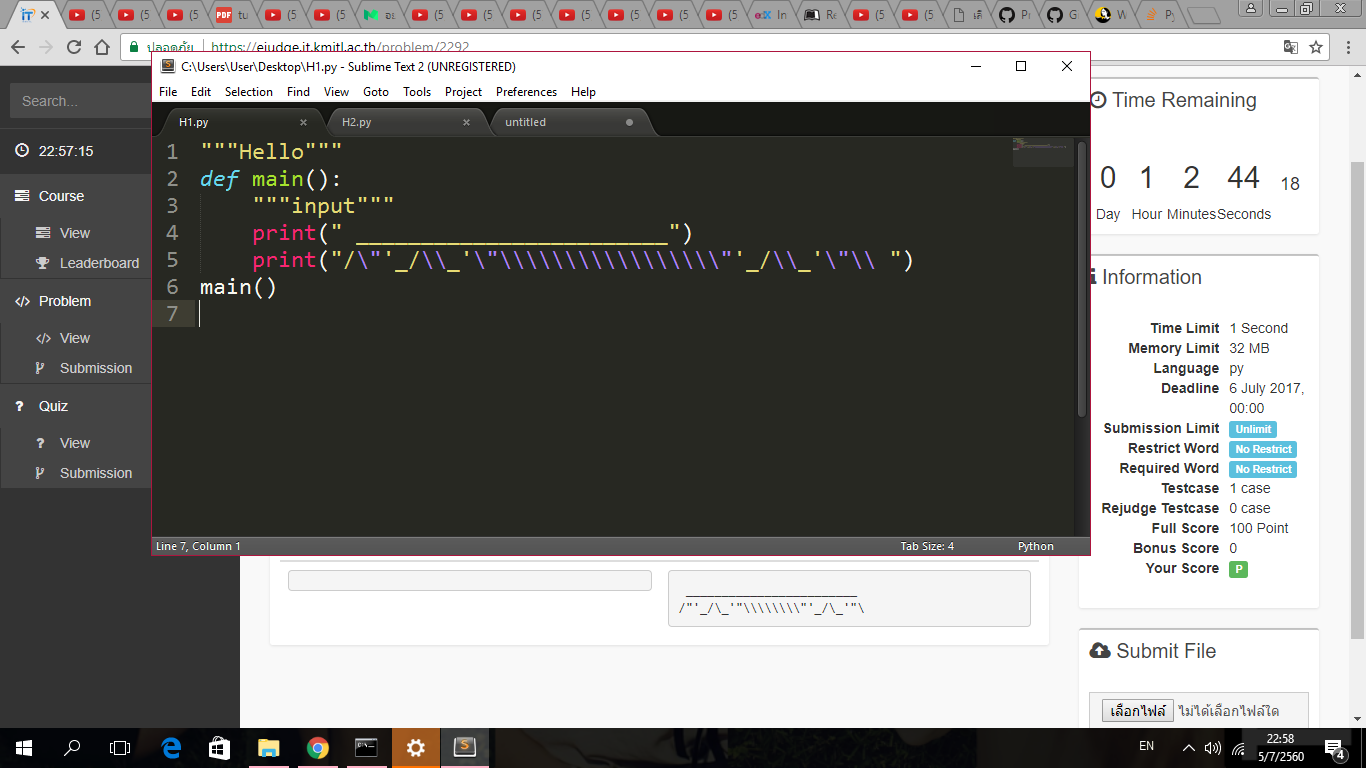 (5
(5
(5
PDF tu
(5
(5
(5
(5
(5
(5
(5
(5
(5
(5
In
Re
(5
(5
เดี
Pr
G
W
Py
ปลอดภัย | https://ejudge.it.kmitl.ac.th/problem/2292
C:\Users\User\Desktop\H1.py - Sublime Text 2 (UNREGISTERED)
File Edit Selection Find View Goto Tools Project Preferences Help
H1.py × H2.py × untitled
1 """Hello"""
2 def main():
3 """input"""
4 print(" ________________________")
5 print("/\"'_/\\_'\"\\\\\\\\\\\\\\\\\"'_/\\_'\"\\ ")
6 main()
7
Line 7, Column 1 Tab Size: 4 Python
Search...
22:57:15
Course
View
Leaderboard
Problem
View
Submission
Quiz
View
Submission
________________________
/"'_/\_'"\\\\\\\\"'_/\_'"\
Time Remaining
0 1 2 44 18
Day Hour Minutes Seconds
Information
Time Limit 1 Second
Memory Limit 32 MB
Language py
Deadline 6 July 2017,
00:00
Submission Limit Unlimit
Restrict Word No Restrict
Required Word No Restrict
Testcase 1 case
Rejudge Testcase 0 case
Full Score 100 Point
Bonus Score 0
Your Score P
Submit File
เลือกไฟล์ ไม่ได้เลือกไฟล์ใด
EN
22:58
5/7/2560
4